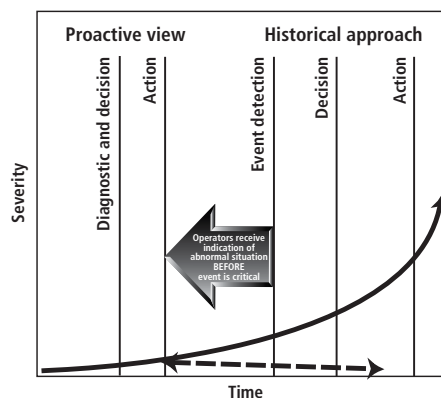 Proactive view
Historical approach
Diagnostic and decision
Action
Event detection
Decision
Action
Severity
Operators receive
indication of
abnormal situation
BEFORE
event is critical
Time